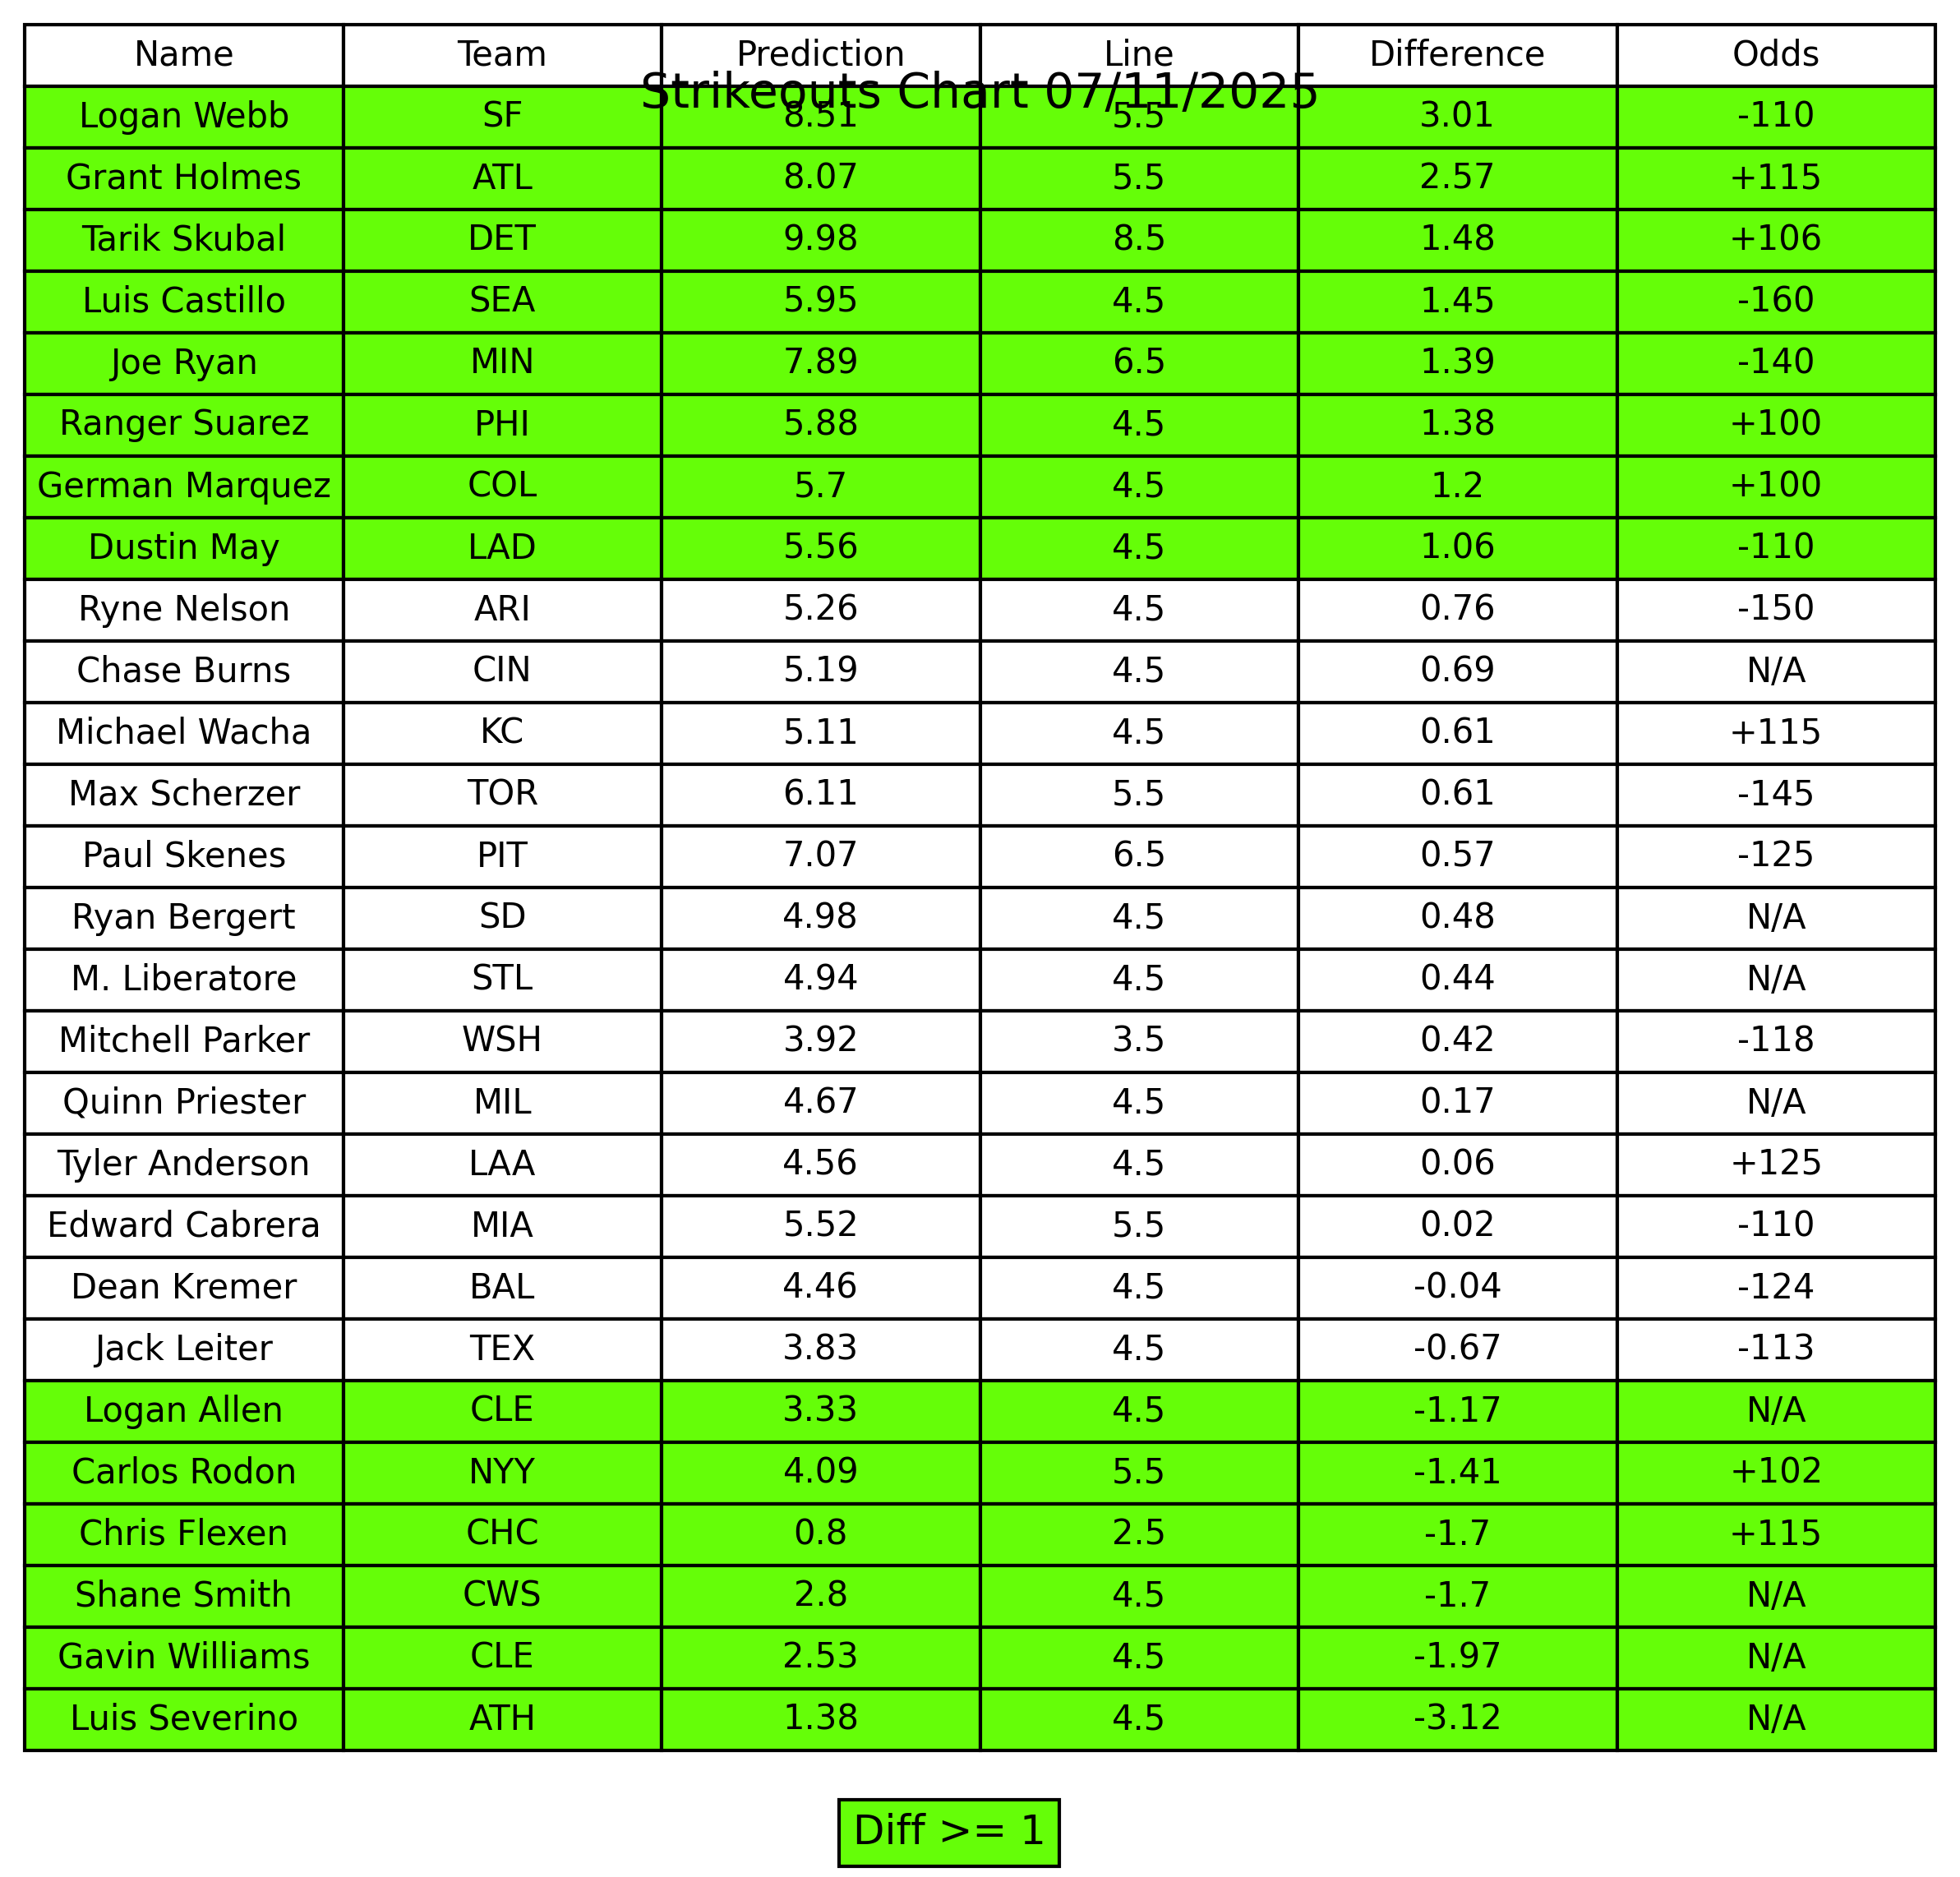 Name Team Prediction Line Difference Odds
Strikeouts Chart 07/11/2025
Logan Webb SF 8.51 5.5 3.01 -110
Grant Holmes ATL 8.07 5.5 2.57 +115
Tarik Skubal DET 9.98 8.5 1.48 +106
Luis Castillo SEA 5.95 4.5 1.45 -160
Joe Ryan MIN 7.89 6.5 1.39 -140
Ranger Suarez PHI 5.88 4.5 1.38 +100
German Marquez COL 5.7 4.5 1.2 +100
Dustin May LAD 5.56 4.5 1.06 -110
Ryne Nelson ARI 5.26 4.5 0.76 -150
Chase Burns CIN 5.19 4.5 0.69 N/A
Michael Wacha KC 5.11 4.5 0.61 +115
Max Scherzer TOR 6.11 5.5 0.61 -145
Paul Skenes PIT 7.07 6.5 0.57 -125
Ryan Bergert SD 4.98 4.5 0.48 N/A
M. Liberatore STL 4.94 4.5 0.44 N/A
Mitchell Parker WSH 3.92 3.5 0.42 -118
Quinn Priester MIL 4.67 4.5 0.17 N/A
Tyler Anderson LAA 4.56 4.5 0.06 +125
Edward Cabrera MIA 5.52 5.5 0.02 -110
Dean Kremer BAL 4.46 4.5 -0.04 -124
Jack Leiter TEX 3.83 4.5 -0.67 -113
Logan Allen CLE 3.33 4.5 -1.17 N/A
Carlos Rodon NYY 4.09 5.5 -1.41 +102
Chris Flexen CHC 0.8 2.5 -1.7 +115
Shane Smith CWS 2.8 4.5 -1.7 N/A
Gavin Williams CLE 2.53 4.5 -1.97 N/A
Luis Severino ATH 1.38 4.5 -3.12 N/A
Diff >= 1